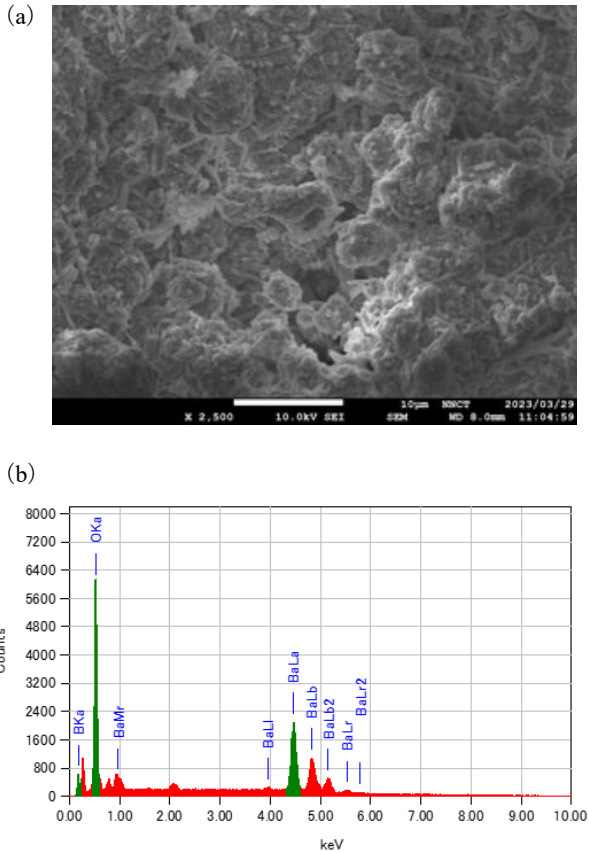 (a)
10μm NNCT 2023/03/29
X 2,500 10.0kV SEI SEM WD 8.0mm 11:04:59
(b)
8000
7200
6400
5600
4800
4000
3200
2400
1600
800
0
Counts
OKa
BKa
BaMr
BaLl
BaLa
BaLb
BaLb2
BaLr
BaLr2
0.00 1.00 2.00 3.00 4.00 5.00 6.00 7.00 8.00 9.00 10.00
keV